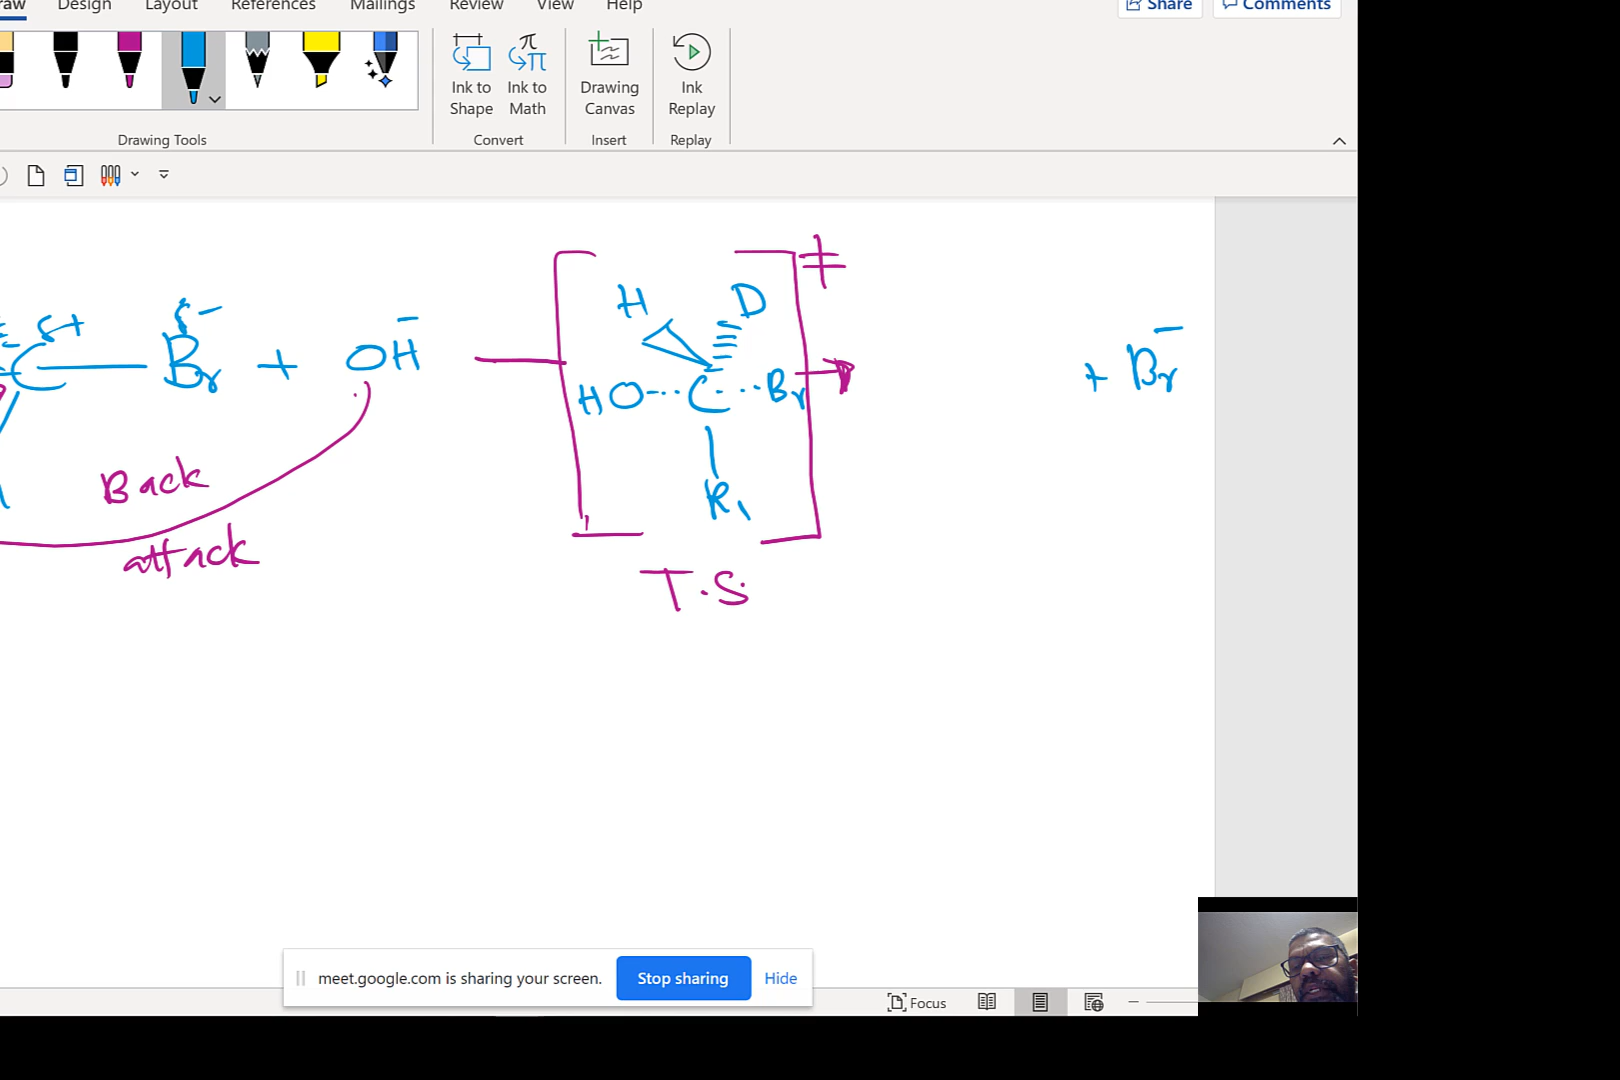 Design Layout References Mailings Review View Help Share Comments
Ink to Shape Ink to Math Drawing Canvas Ink Replay
Drawing Tools Convert Insert Replay
H D
δ+ δ-
C — Br + OH- HO---C---Br + Br-
Back
R1
attack
T.S
meet.google.com is sharing your screen. Stop sharing Hide
Focus